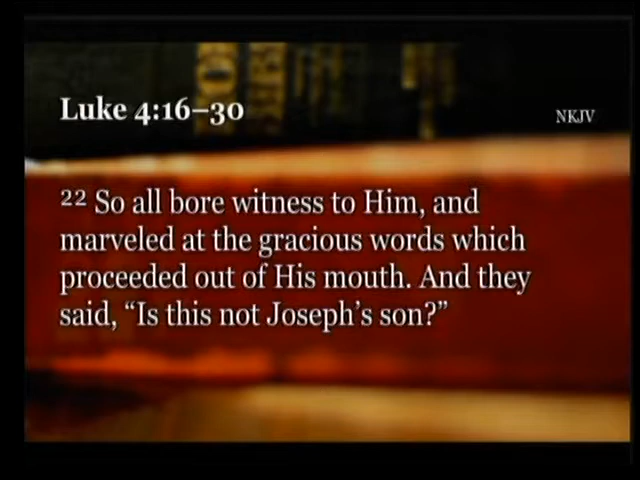 Luke 4:16–30
NKJV
22 So all bore witness to Him, and
marveled at the gracious words which
proceeded out of His mouth. And they
said, “Is this not Joseph’s son?”